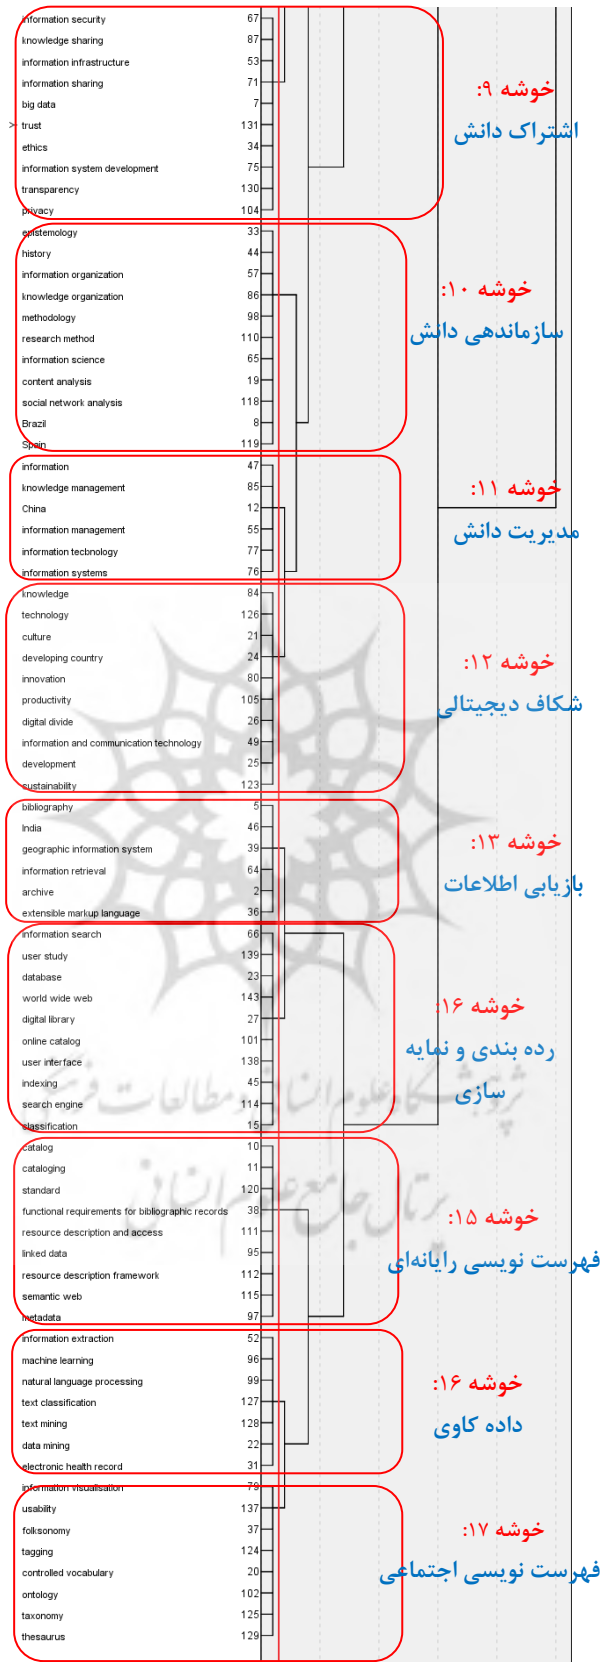 information security 67
knowledge sharing 87
information infrastructure 53
information sharing 71
big data 7
trust 131
ethics 34
information system development 75
transparency 130
privacy 104
خوشه ۹:
اشتراک دانش
epistemology 33
history 44
information organization 57
knowledge organization 86
methodology 98
research method 110
information science 65
content analysis 19
social network analysis 118
Brazil 8
Spain 119
خوشه ۱۰:
سازماندهی دانش
information 47
knowledge management 85
China 12
information management 55
information tecbnology 77
information systems 76
خوشه ۱۱:
مدیریت دانش
knowledge 84
technology 126
culture 21
developing country 24
innovation 80
productivity 105
digital divide 26
information and communication technology 49
development 25
sustainability 123
خوشه ۱۲:
شکاف دیجیتالی
bibliography 5
India 46
geographic information system 39
information retrieval 64
archive 2
extensible markup language 36
خوشه ۱۳:
بازیابی اطلاعات
information search 66
user study 139
database 23
world wide web 143
digital library 27
online catalog 101
user interface 138
indexing 45
search engine 114
classification 15
خوشه ۱۶:
رده بندی و نمایه
سازی
پژوهشگاه علوم انسانی و مطالعات فرهنگی
catalog 10
cataloging 11
standard 120
functional requirements for bibliographic records 38
resource description and access 111
linked data 95
resource description framework 112
semantic web 115
metadata 97
خوشه ۱۵:
فهرست نویسی رایانه‌ای
پرتال جامع علوم انسانی
information extraction 52
machine learning 96
natural language processing 99
text classification 127
text mining 128
data mining 22
electronic health record 31
خوشه ۱۶:
داده کاوی
information visualisation 79
usability 137
folksonomy 37
tagging 124
controlled vocabulary 20
ontology 102
taxonomy 125
thesaurus 129
خوشه ۱۷:
فهرست نویسی اجتماعی